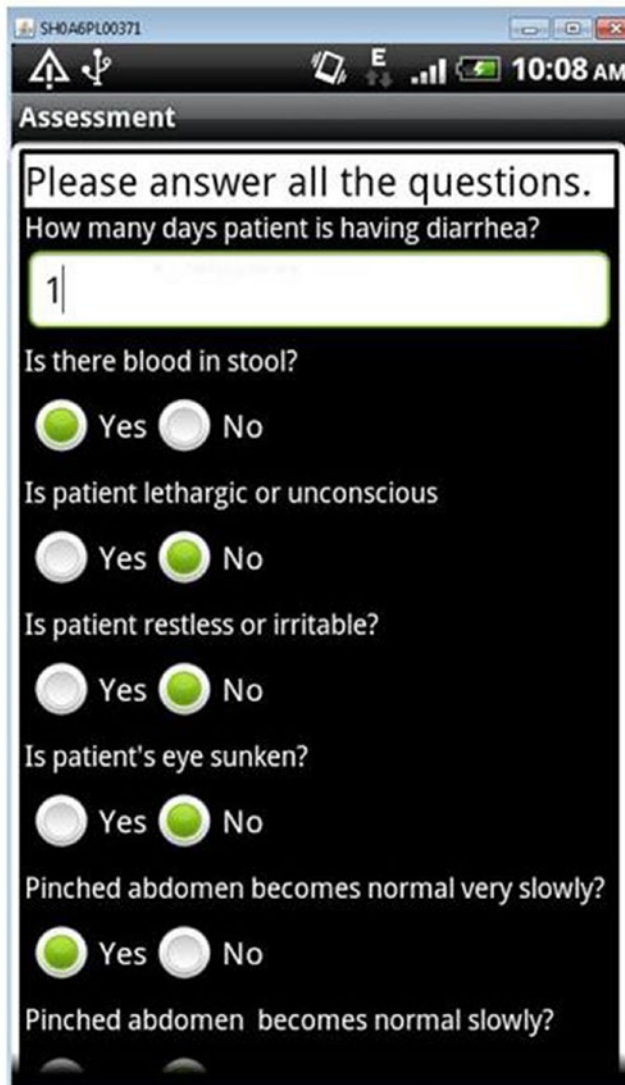 SH0A6PL00371
E
10:08 AM
Assessment
Please answer all the questions.
How many days patient is having diarrhea?
1
Is there blood in stool?
Yes No
Is patient lethargic or unconscious
Yes No
Is patient restless or irritable?
Yes No
Is patient's eye sunken?
Yes No
Pinched abdomen becomes normal very slowly?
Yes No
Pinched abdomen becomes normal slowly?